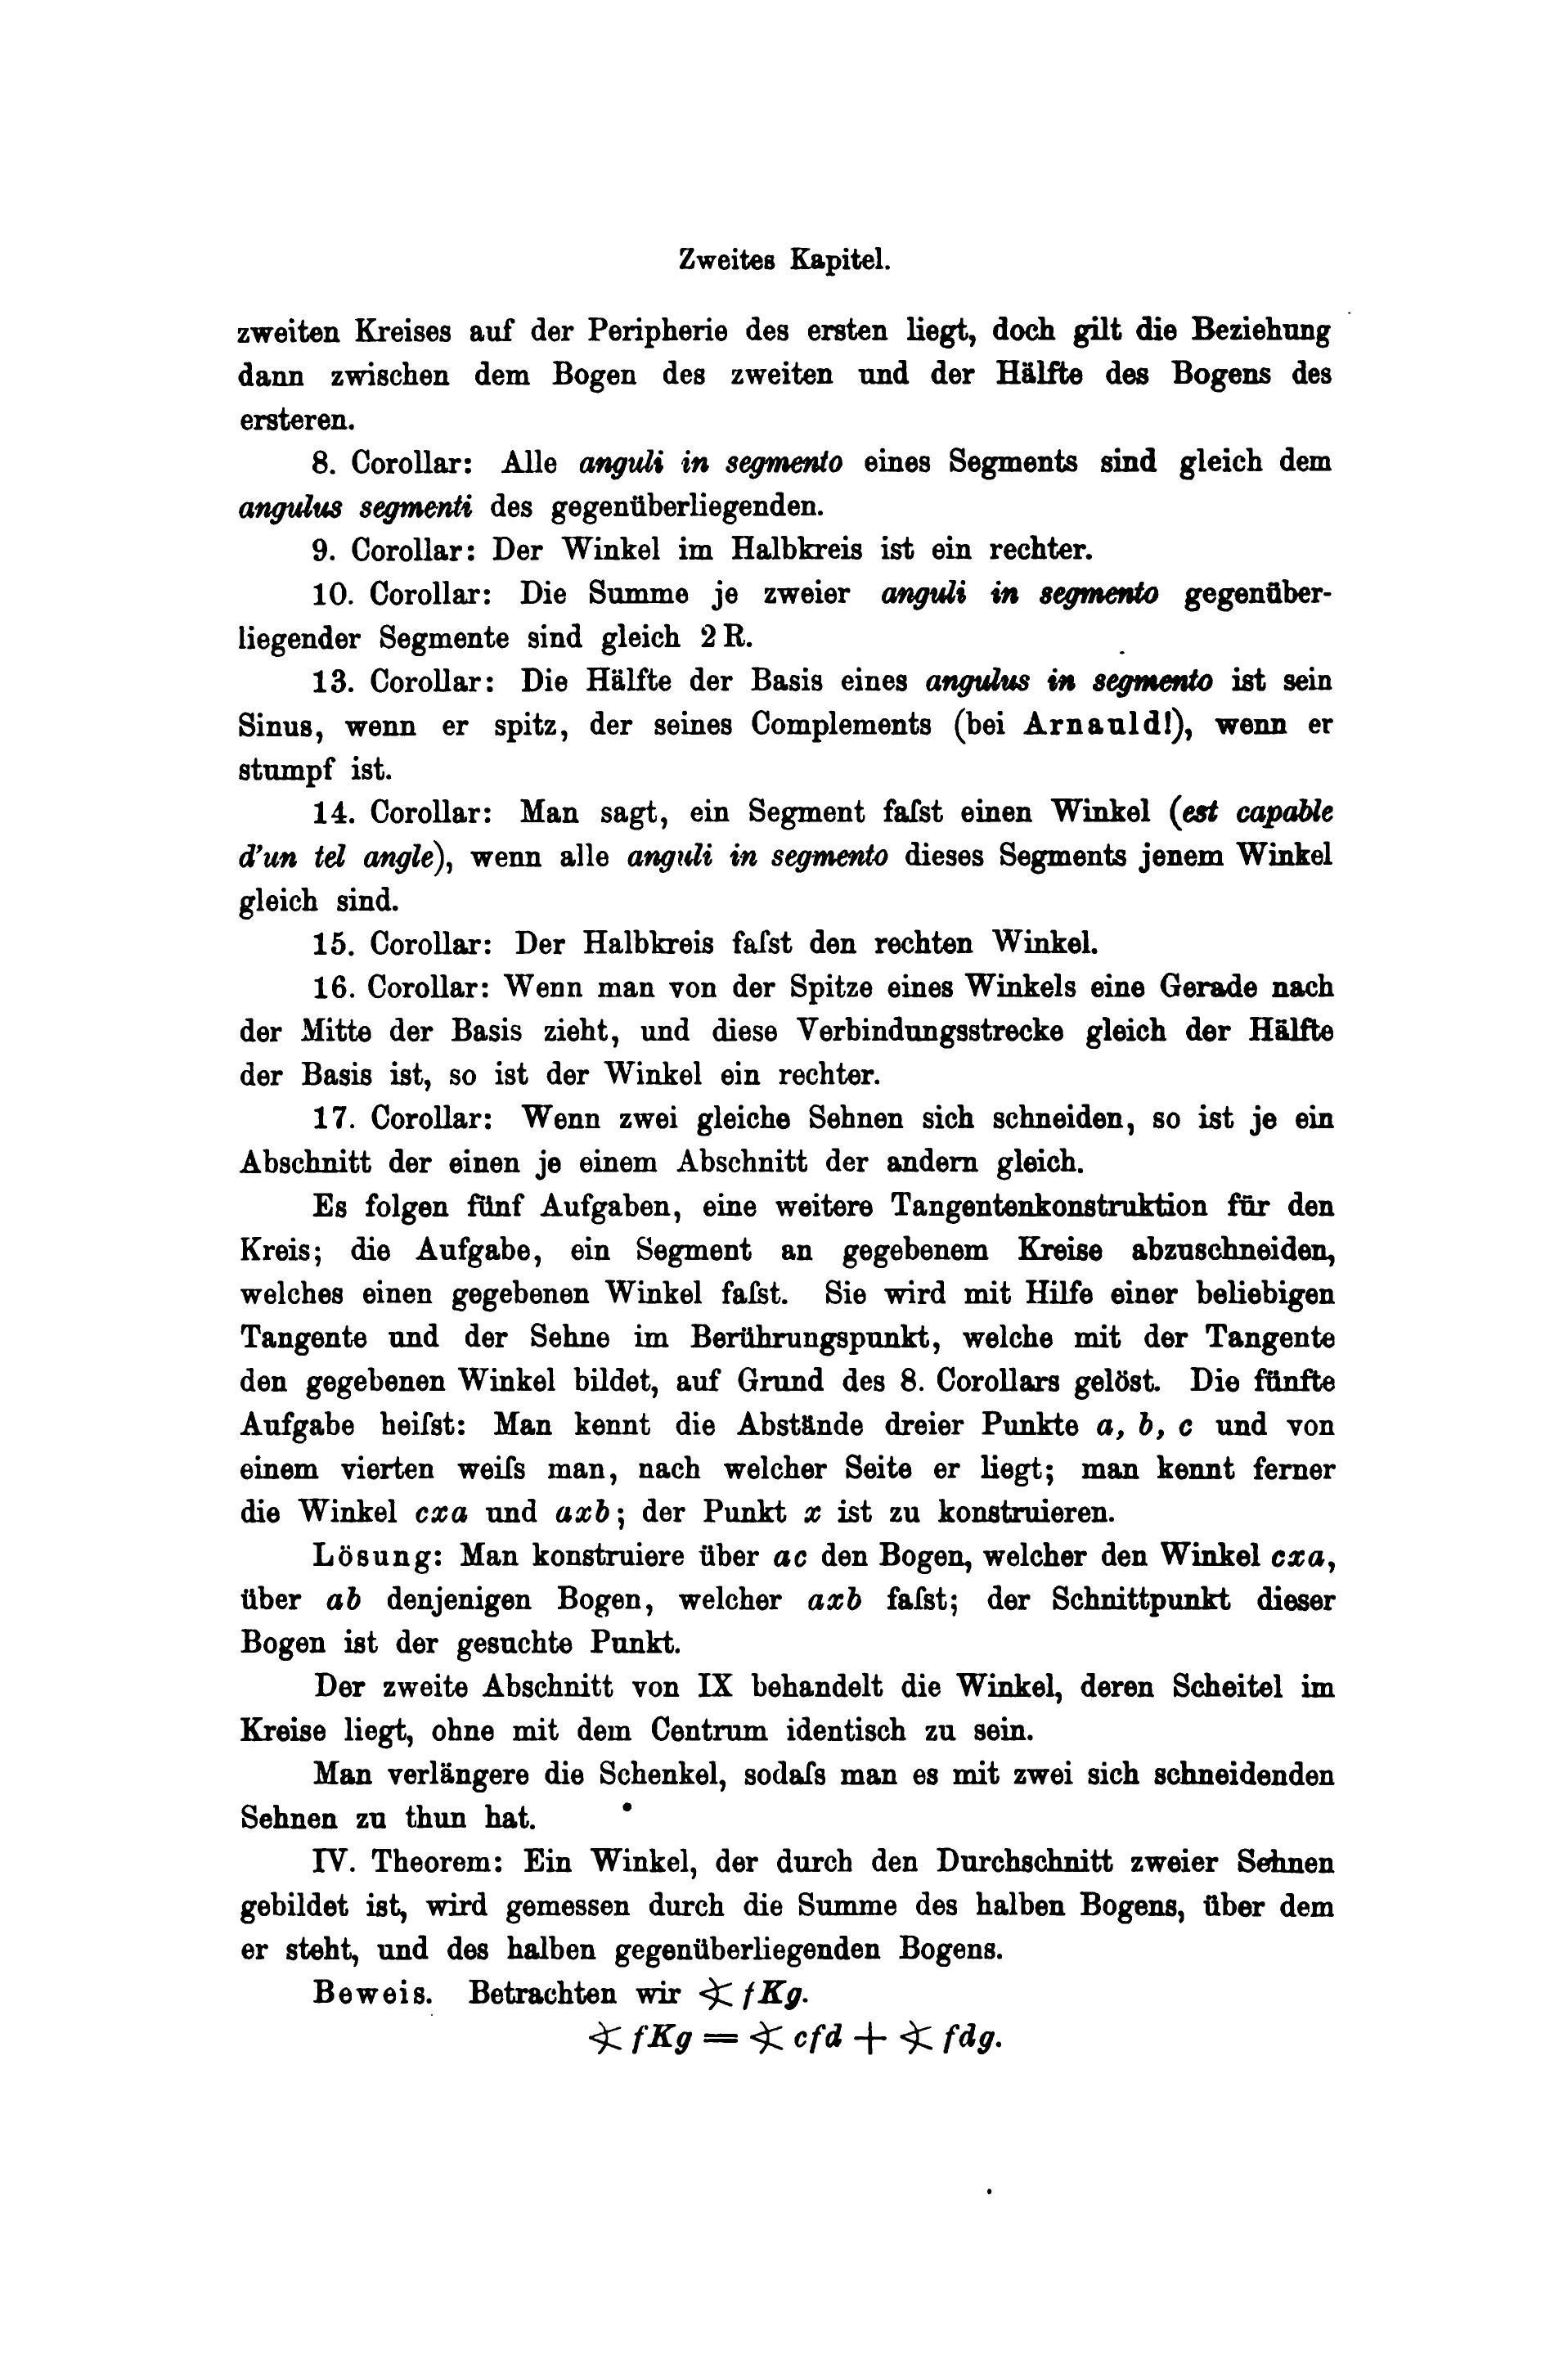 Zweites Kapitel.
zweiten Kreises auf der Peripherie des ersten liegt, doch gilt die Beziehung
dann zwischen dem Bogen des zweiten und der Hälfte des Bogens des
ersteren.
8. Corollar: Alle anguli in segmento eines Segments sind gleich dem
angulus segmenti des gegenüberliegenden.
9. Corollar: Der Winkel im Halbkreis ist ein rechter.
10. Corollar: Die Summe je zweier anguli in segmento gegenüber-
liegender Segmente sind gleich 2 R.
13. Corollar: Die Hälfte der Basis eines angulus in segmento ist sein
Sinus, wenn er spitz, der seines Complements (bei Arnauld!), wenn er
stumpf ist.
14. Corollar: Man sagt, ein Segment faſst einen Winkel (est capable
d'un tel angle), wenn alle anguli in segmento dieses Segments jenem Winkel
gleich sind.
15. Corollar: Der Halbkreis faſst den rechten Winkel.
16. Corollar: Wenn man von der Spitze eines Winkels eine Gerade nach
der Mitte der Basis zieht, und diese Verbindungsstrecke gleich der Hälfte
der Basis ist, so ist der Winkel ein rechter.
17. Corollar: Wenn zwei gleiche Sehnen sich schneiden, so ist je ein
Abschnitt der einen je einem Abschnitt der andern gleich.
Es folgen fünf Aufgaben, eine weitere Tangentenkonstruktion für den
Kreis; die Aufgabe, ein Segment an gegebenem Kreise abzuschneiden,
welches einen gegebenen Winkel faſst. Sie wird mit Hilfe einer beliebigen
Tangente und der Sehne im Berührungspunkt, welche mit der Tangente
den gegebenen Winkel bildet, auf Grund des 8. Corollars gelöst. Die fünfte
Aufgabe heiſst: Man kennt die Abstände dreier Punkte a, b, c und von
einem vierten weiſs man, nach welcher Seite er liegt; man kennt ferner
die Winkel cxa und axb; der Punkt x ist zu konstruieren.
Lösung: Man konstruiere über ac den Bogen, welcher den Winkel cxa,
über ab denjenigen Bogen, welcher axb faſst; der Schnittpunkt dieser
Bogen ist der gesuchte Punkt.
Der zweite Abschnitt von IX behandelt die Winkel, deren Scheitel im
Kreise liegt, ohne mit dem Centrum identisch zu sein.
Man verlängere die Schenkel, sodaſs man es mit zwei sich schneidenden
Sehnen zu thun hat.
IV. Theorem: Ein Winkel, der durch den Durchschnitt zweier Sehnen
gebildet ist, wird gemessen durch die Summe des halben Bogens, über dem
er steht, und des halben gegenüberliegenden Bogens.
Beweis. Betrachten wir ∢ fKg.
∢ fKg = ∢ cfd + ∢ fdg.